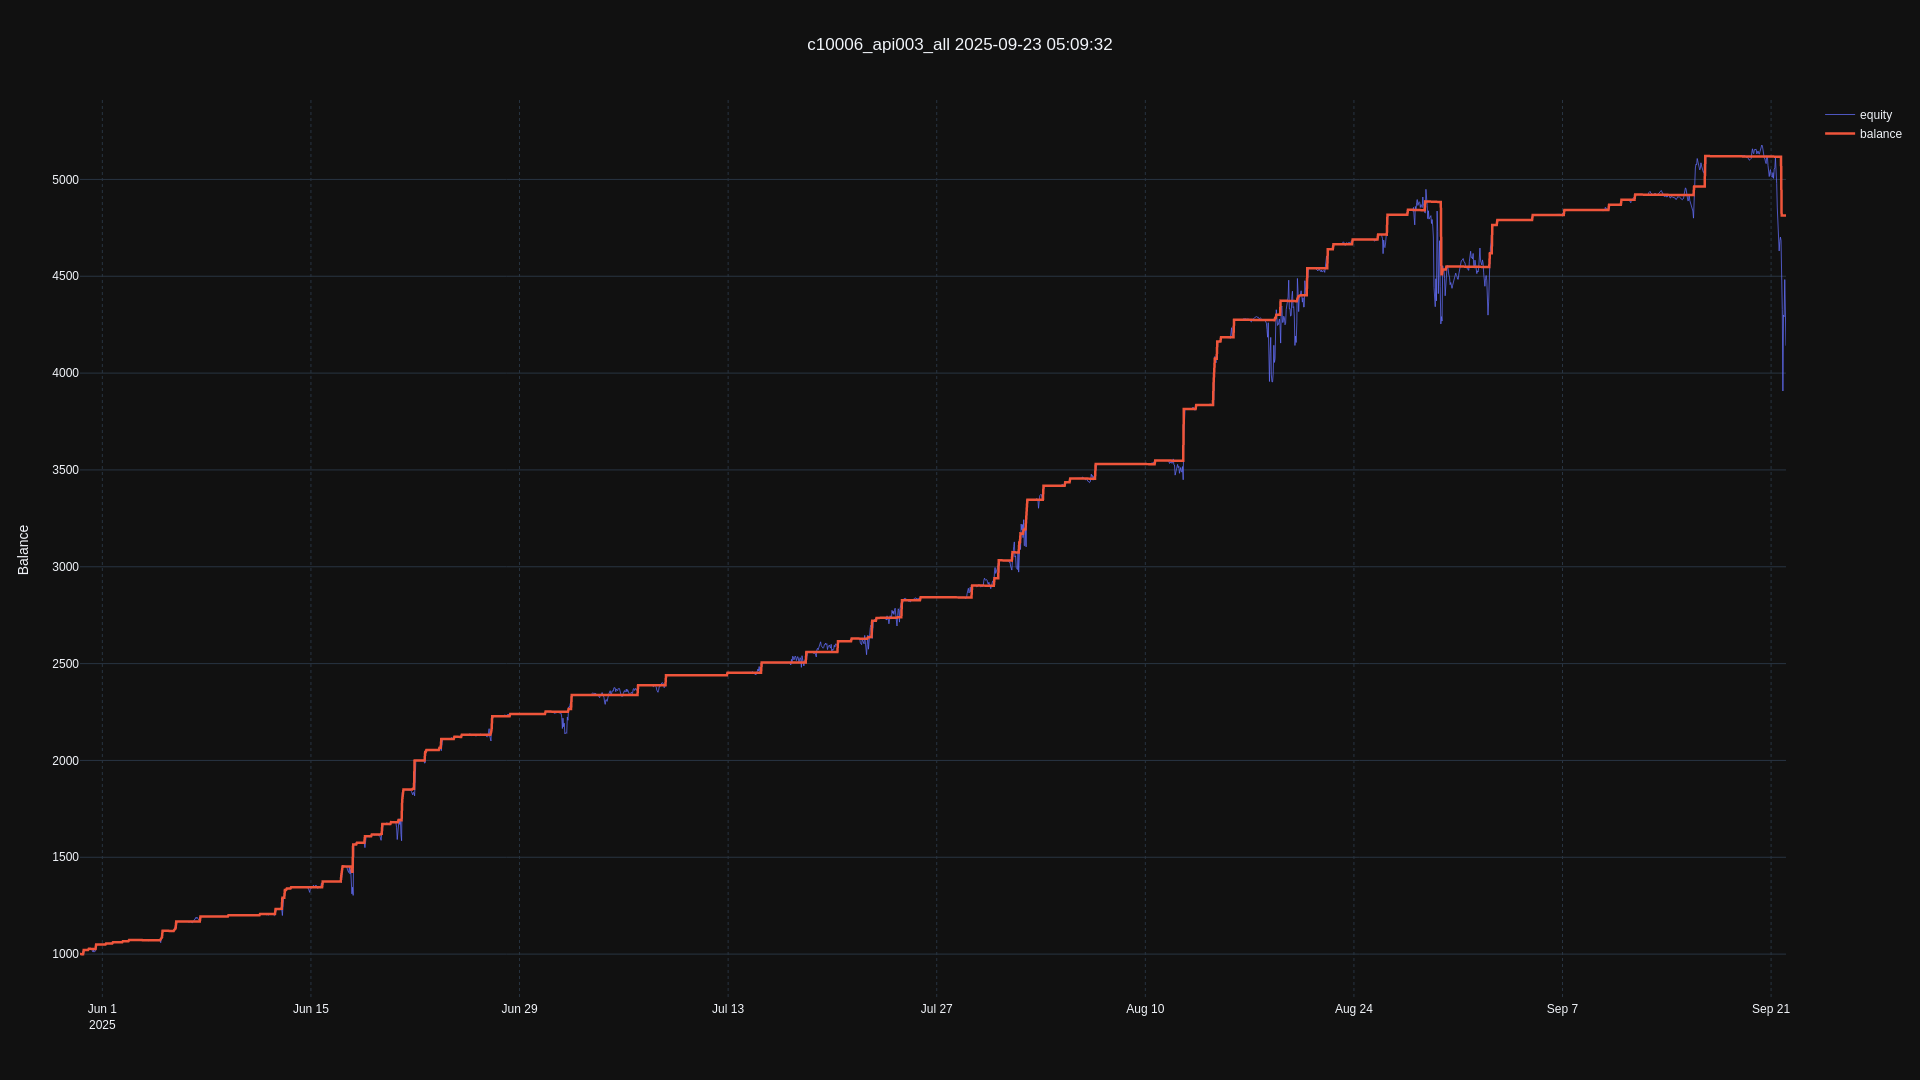 c10006_api003_all 2025-09-23 05:09:32
equity
balance
Balance
5000
4500
4000
3500
3000
2500
2000
1500
1000
Jun 1
2025
Jun 15
Jun 29
Jul 13
Jul 27
Aug 10
Aug 24
Sep 7
Sep 21